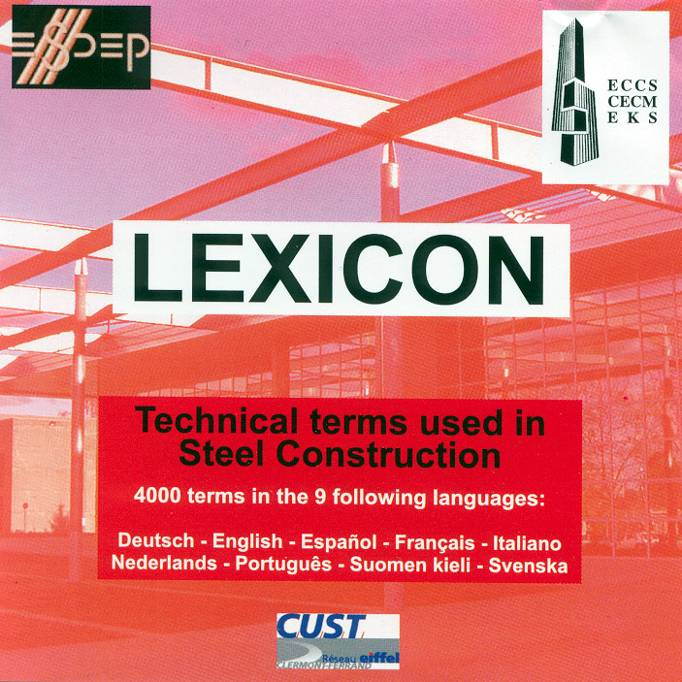 ESDEP
ECCS
CECM
EKS
LEXICON
Technical terms used in
Steel Construction
4000 terms in the 9 following languages:
Deutsch - English - Español - Français - Italiano
Nederlands - Português - Suomen kieli - Svenska
CUST
Réseau eiffel
CLERMONT-FERRAND